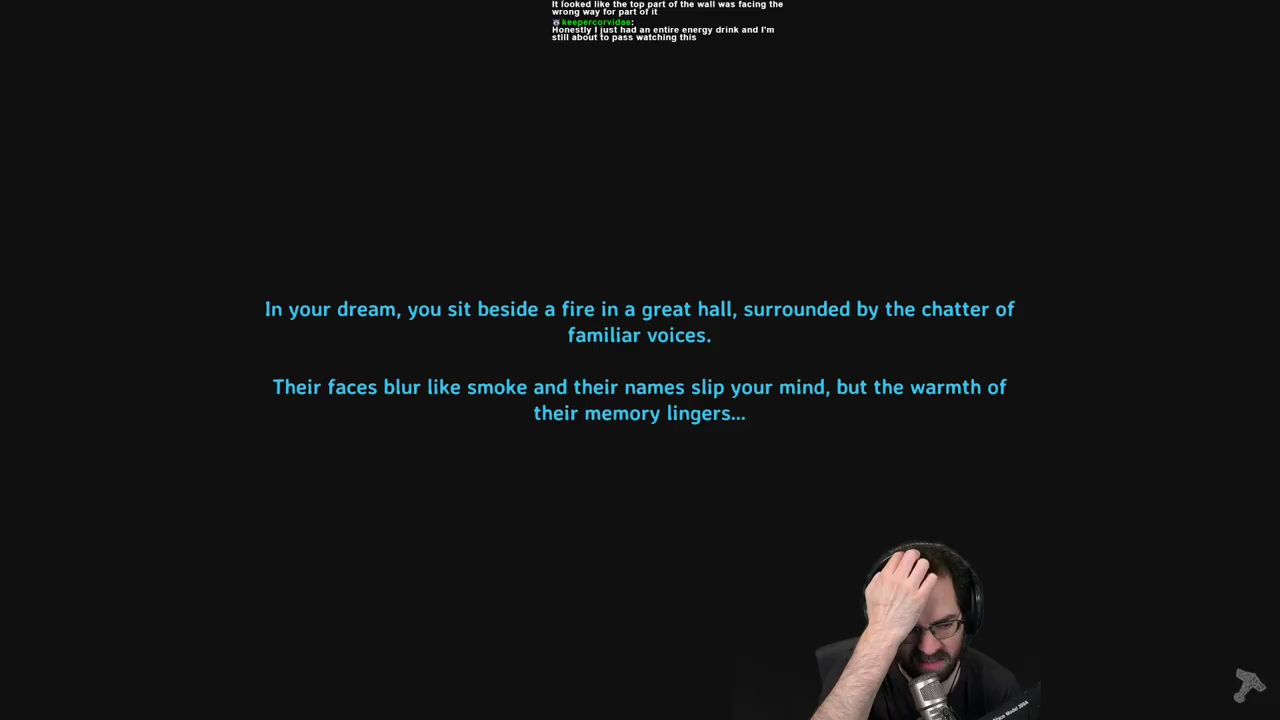 It looked like the top part of the wall was facing the
wrong way for part of it
keepercorvidae:
Honestly I just had an entire energy drink and I'm
still about to pass watching this
In your dream, you sit beside a fire in a great hall, surrounded by the chatter of
familiar voices.
Their faces blur like smoke and their names slip your mind, but the warmth of
their memory lingers...